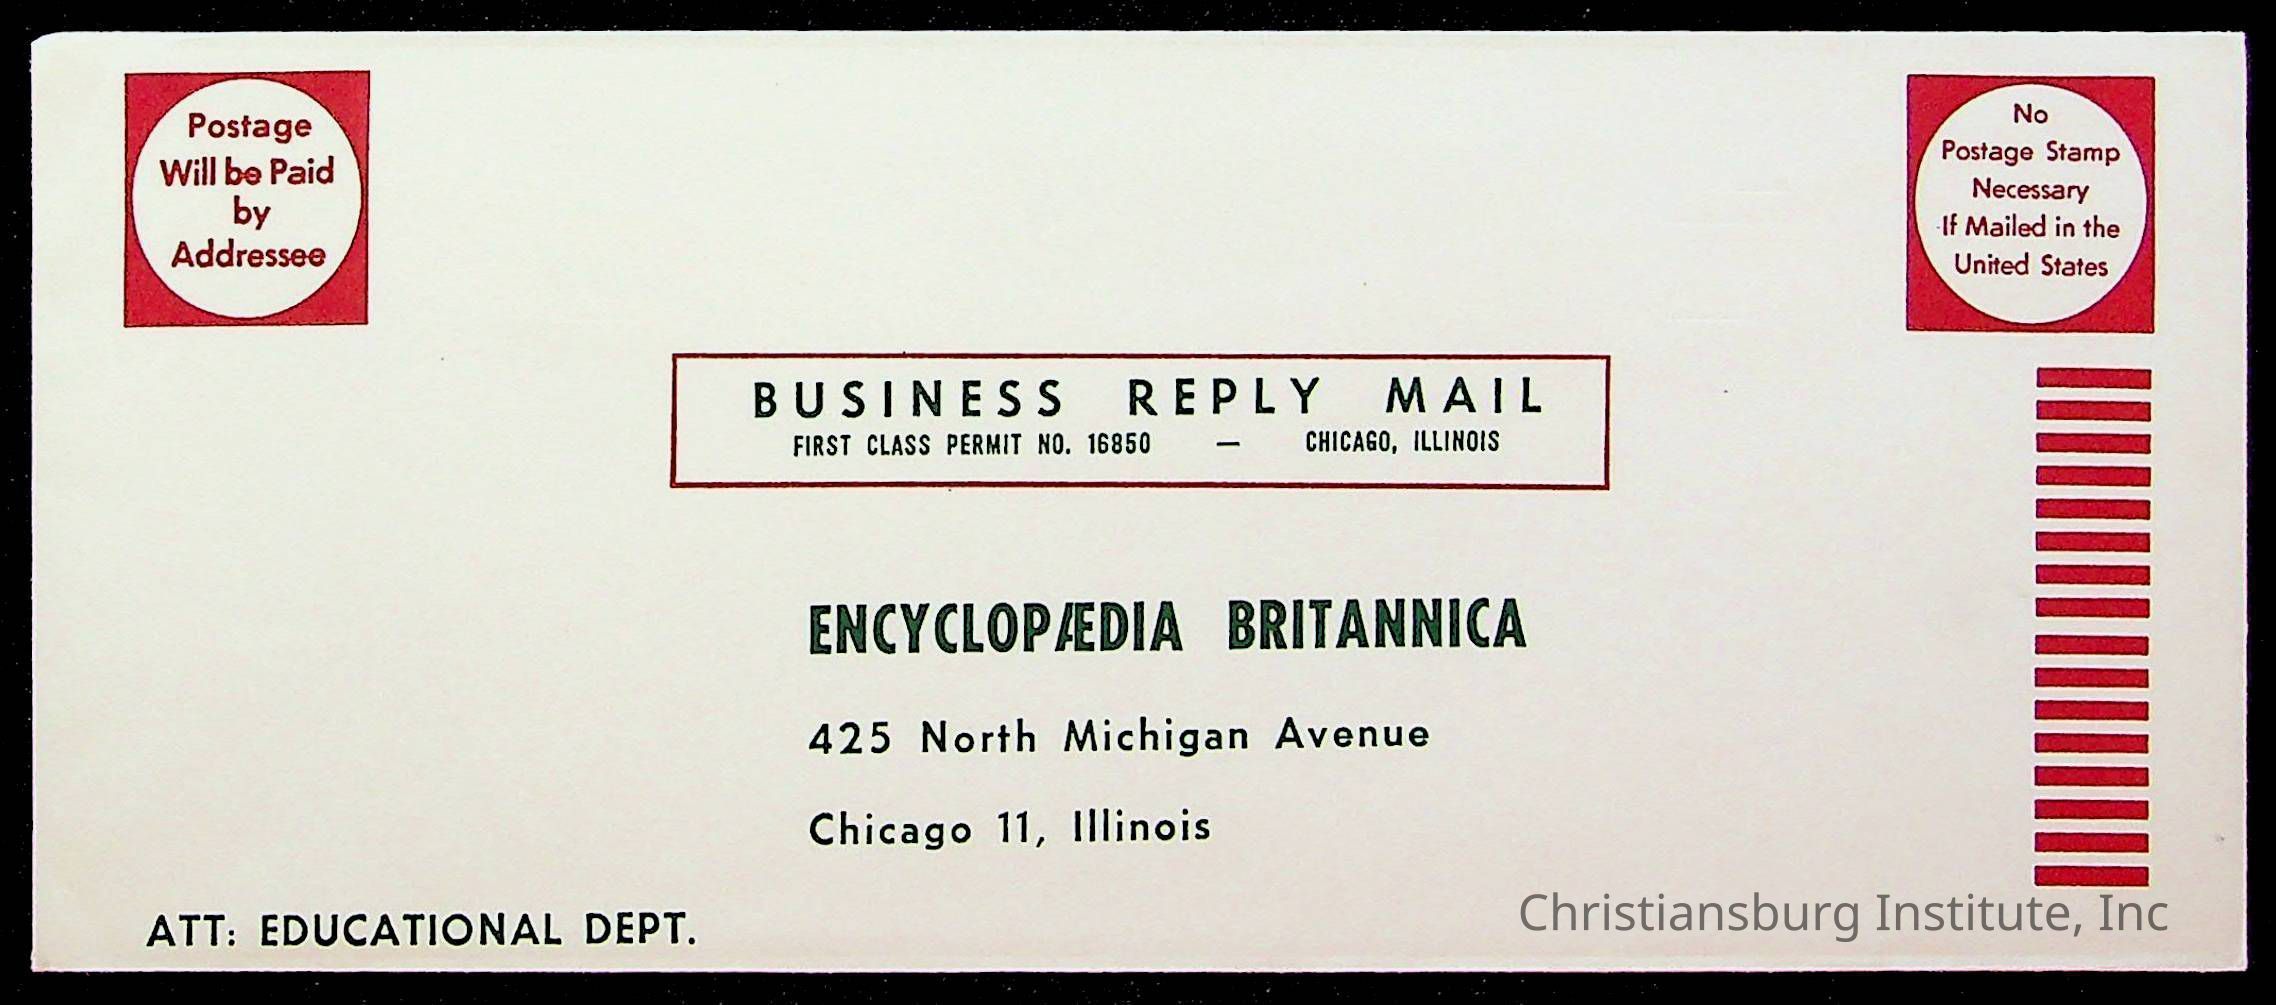 Postage
Will be Paid
by
Addressee
No
Postage Stamp
Necessary
If Mailed in the
United States
BUSINESS REPLY MAIL
FIRST CLASS PERMIT NO. 16850 — CHICAGO, ILLINOIS
ENCYCLOPÆDIA BRITANNICA
425 North Michigan Avenue
Chicago 11, Illinois
ATT: EDUCATIONAL DEPT.
Christiansburg Institute, Inc